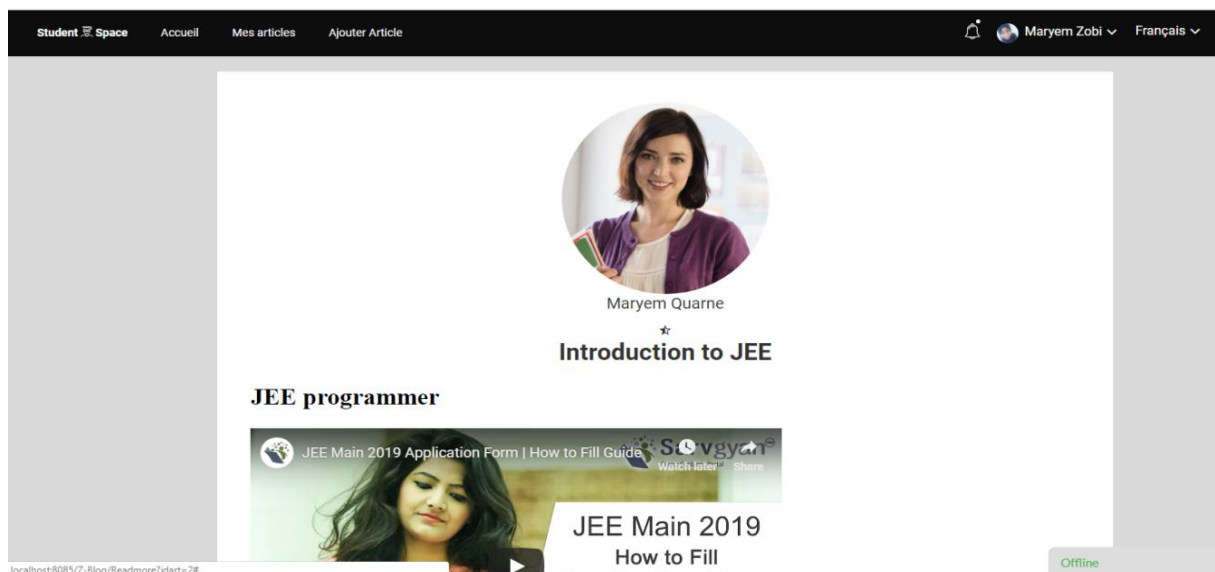 Student Space Accueil Mes articles Ajouter Article Maryem Zobi Français
Maryem Quarne
Introduction to JEE
JEE programmer
JEE Main 2019 Application Form | How to Fill Guide
Sarvgyan
Watch later Share
JEE Main 2019
How to Fill
localhost:8085/Z-Blog/Readmore?idart=2#
Offline